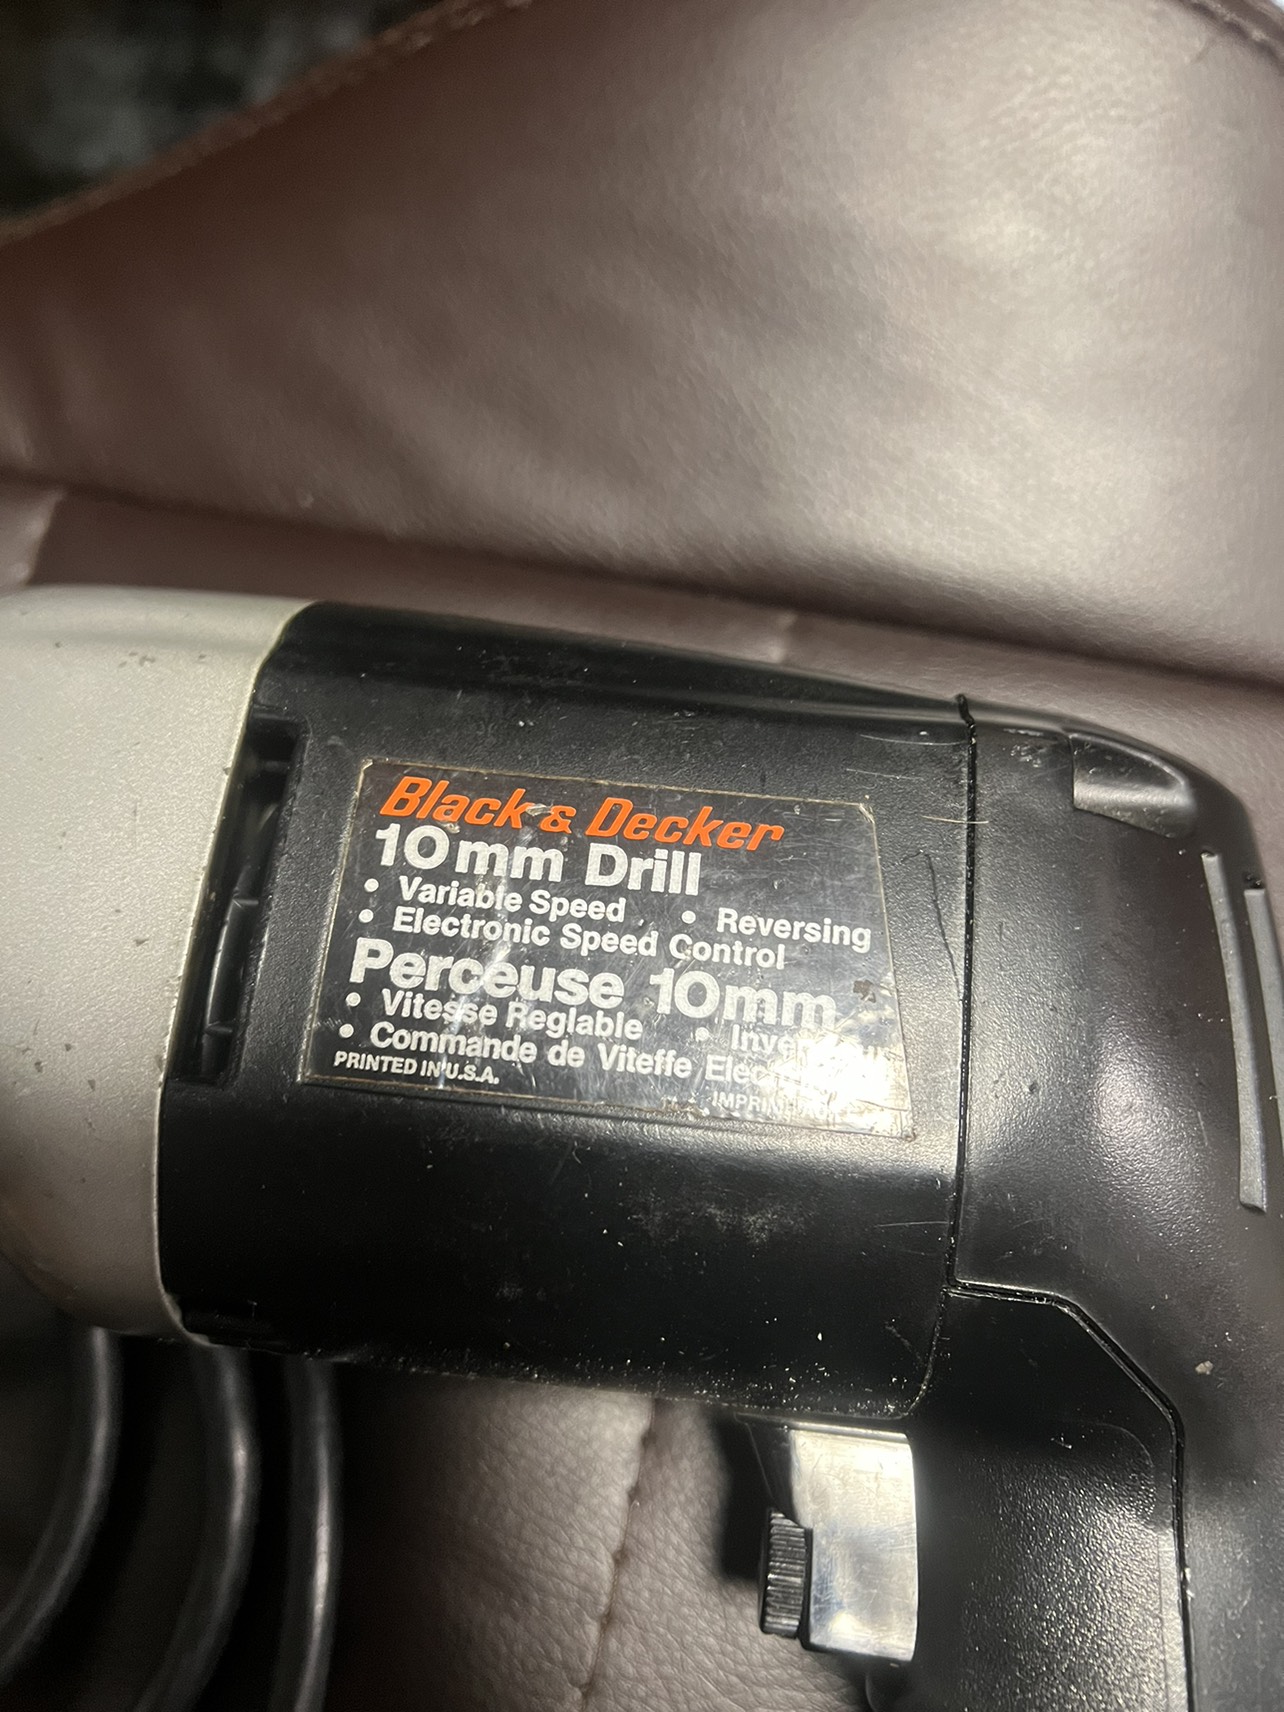 Black & Decker
10mm Drill
• Variable Speed • Reversing
• Electronic Speed Control
Perceuse 10mm
• Vitesse Reglable •
• Commande de Viteffe
PRINTED IN U.S.A.